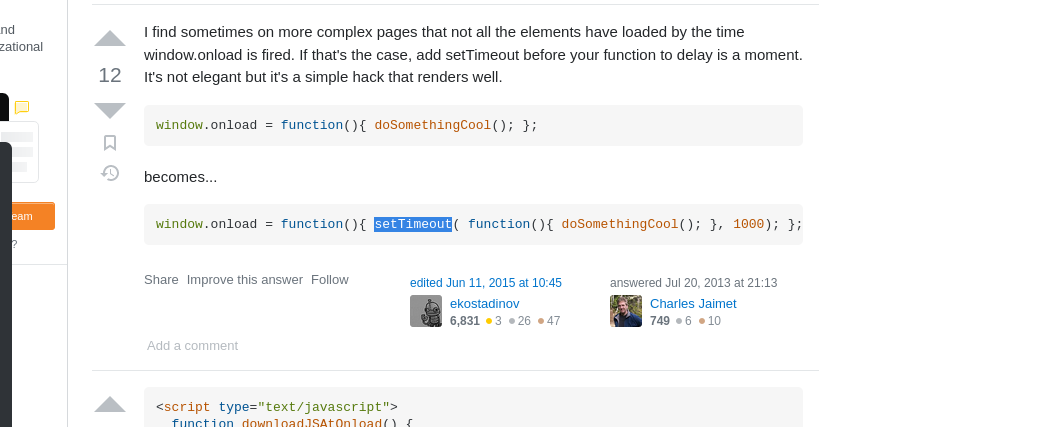 nd
zational
I find sometimes on more complex pages that not all the elements have loaded by the time
window.onload is fired. If that's the case, add setTimeout before your function to delay is a moment.
It's not elegant but it's a simple hack that renders well.
12
window.onload = function(){ doSomethingCool(); };
becomes...
window.onload = function(){ setTimeout( function(){ doSomethingCool(); }, 1000); };
eam
?
Share Improve this answer Follow
edited Jun 11, 2015 at 10:45
ekostadinov
6,831 3 26 47
answered Jul 20, 2013 at 21:13
Charles Jaimet
749 6 10
Add a comment
<script type="text/javascript">
function downloadJSAtOnload() {